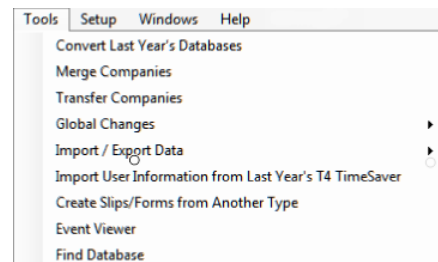 Tools Setup Windows Help
Convert Last Year's Databases
Merge Companies
Transfer Companies
Global Changes
Import / Export Data
Import User Information from Last Year's T4 TimeSaver
Create Slips/Forms from Another Type
Event Viewer
Find Database